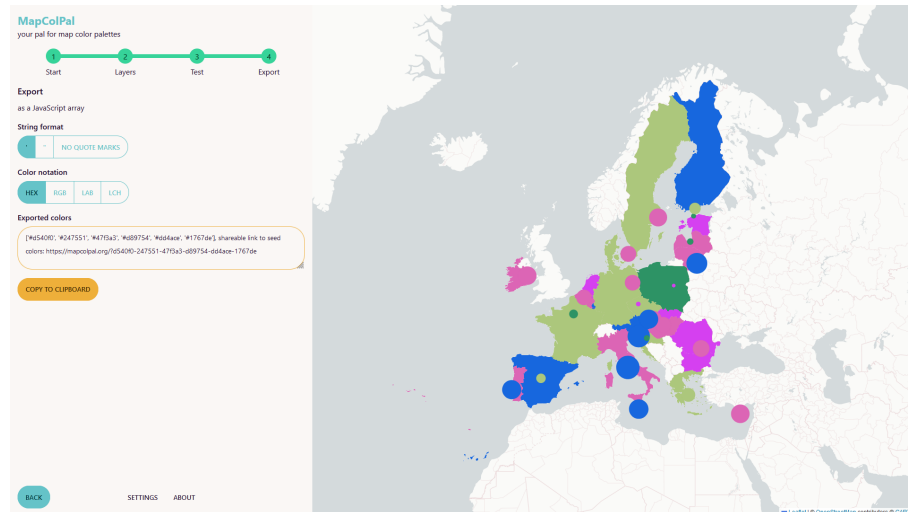 MapColPal
your pal for map color palettes
1 2 3 4
Start Layers Test Export
Export
as a JavaScript array
String format
' " NO QUOTE MARKS
Color notation
HEX RGB LAB LCH
Exported colors
['#d540f0', '#247551', '#47f3a3', '#d89754', '#dd4ace', '#1767de'], shareable link to seed
colors: https://mapcolpal.org/?d540f0-247551-47f3a3-d89754-dd4ace-1767de
COPY TO CLIPBOARD
BACK SETTINGS ABOUT
Leaflet | © OpenStreetMap contributors ©